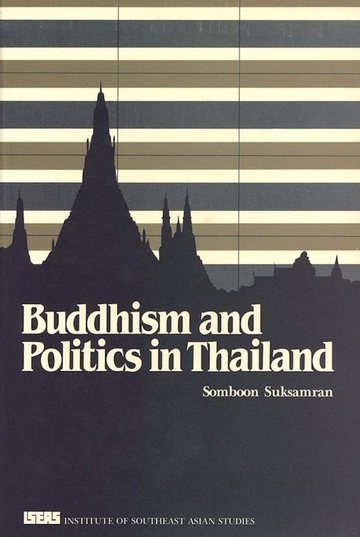 Buddhism and
Politics in Thailand
Somboon Suksamran
ISEAS INSTITUTE OF SOUTHEAST ASIAN STUDIES